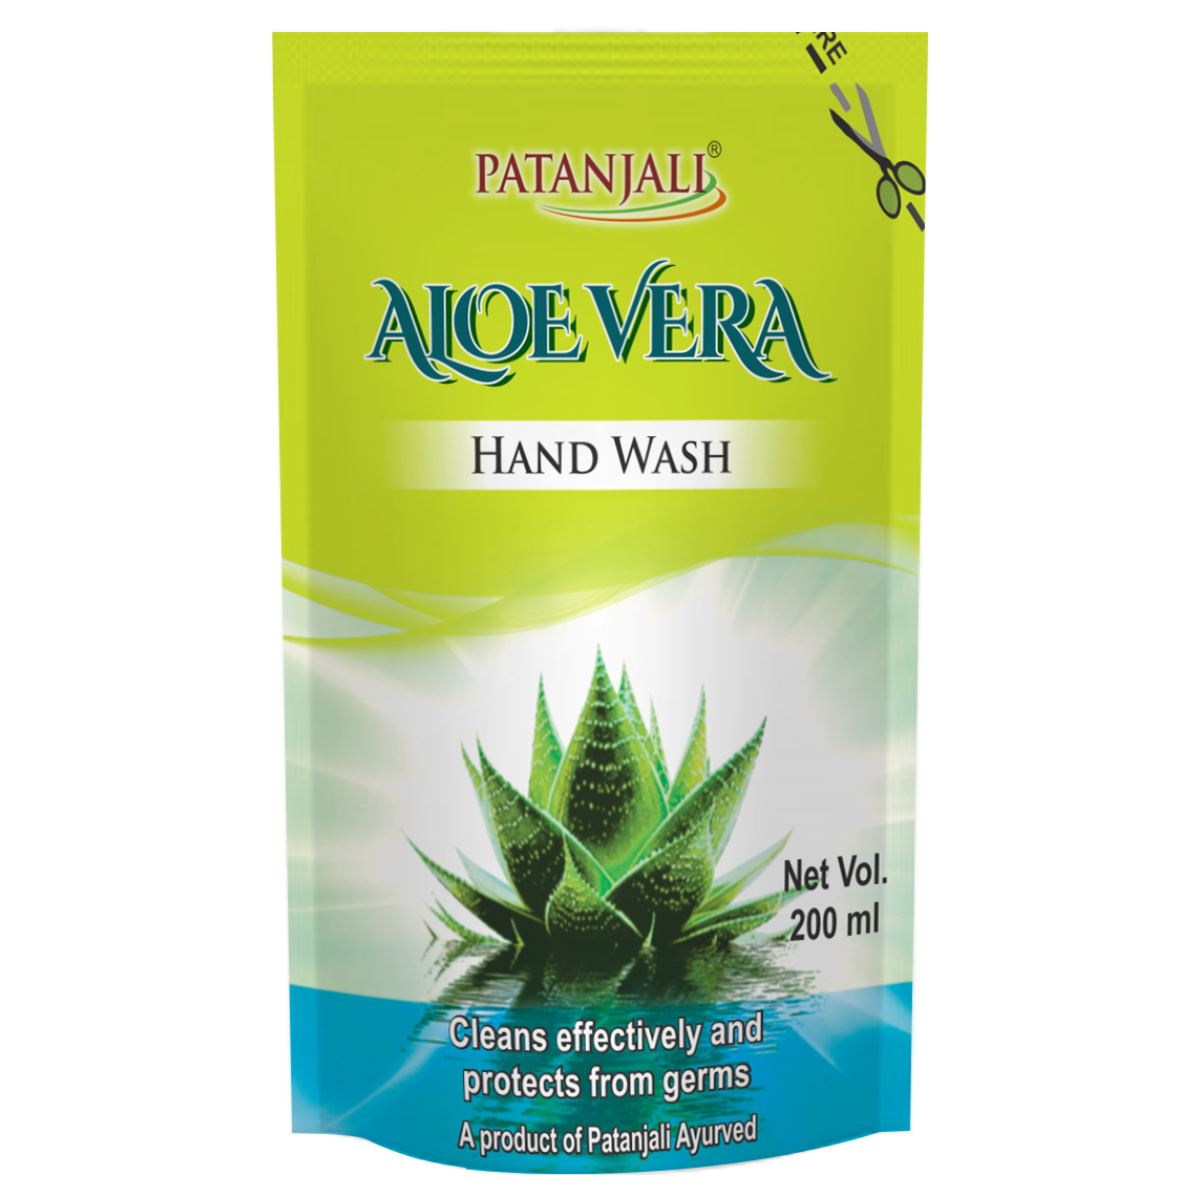 RE
PATANJALI®
ALOE VERA
HAND WASH
Net Vol.
200 ml
Cleans effectively and
protects from germs
A product of Patanjali Ayurved